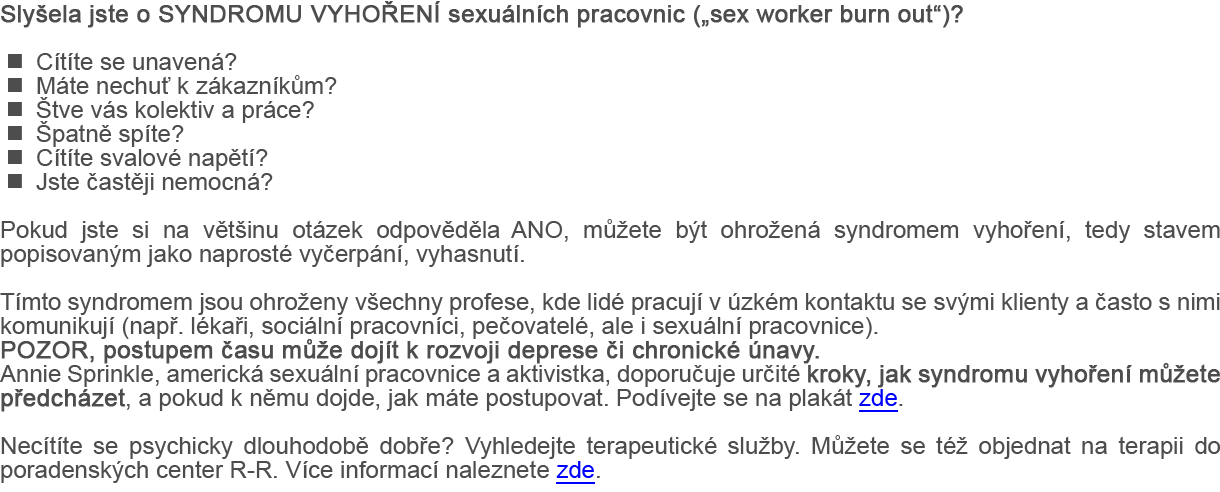 Slyšela jste o SYNDROMU VYHOŘENÍ sexuálních pracovnic („sex worker burn out“)?
■ Cítíte se unavená?
■ Máte nechuť k zákazníkům?
■ Štve vás kolektiv a práce?
■ Špatně spíte?
■ Cítíte svalové napětí?
■ Jste častěji nemocná?
Pokud jste si na většinu otázek odpověděla ANO, můžete být ohrožená syndromem vyhoření, tedy stavem
popisovaným jako naprosté vyčerpání, vyhasnutí.
Tímto syndromem jsou ohroženy všechny profese, kde lidé pracují v úzkém kontaktu se svými klienty a často s nimi
komunikují (např. lékaři, sociální pracovníci, pečovatelé, ale i sexuální pracovnice).
POZOR, postupem času může dojít k rozvoji deprese či chronické únavy.
Annie Sprinkle, americká sexuální pracovnice a aktivistka, doporučuje určité kroky, jak syndromu vyhoření můžete
předcházet, a pokud k němu dojde, jak máte postupovat. Podívejte se na plakát zde.
Necítíte se psychicky dlouhodobě dobře? Vyhledejte terapeutické služby. Můžete se též objednat na terapii do
poradenských center R-R. Více informací naleznete zde.